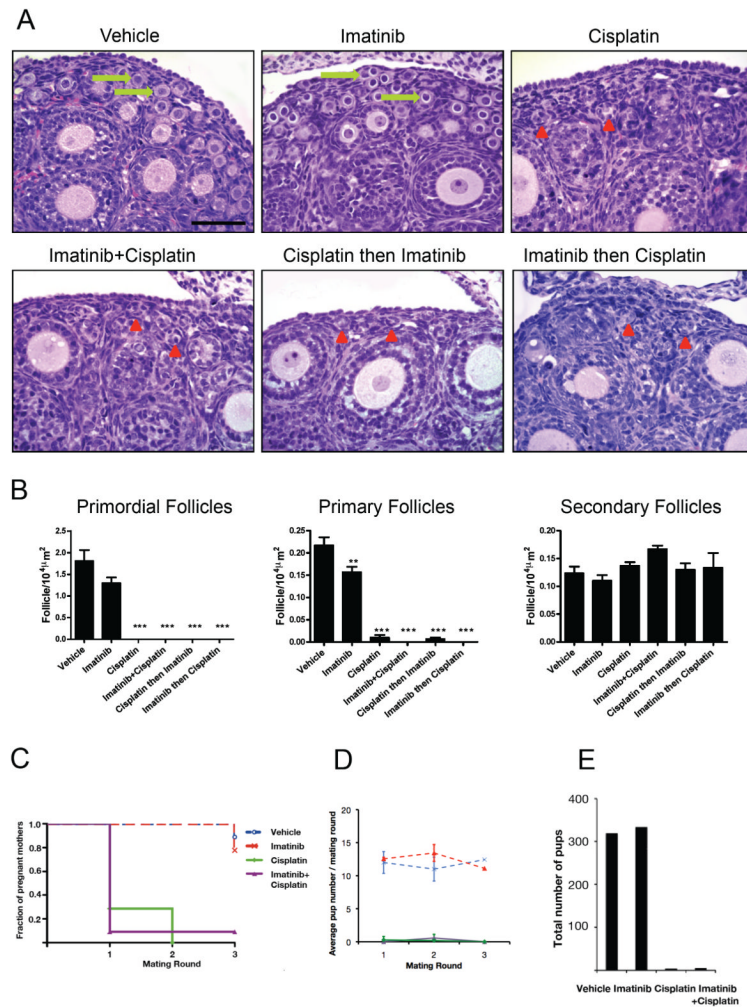 A
Vehicle
Imatinib
Cisplatin
Imatinib+Cisplatin
Cisplatin then Imatinib
Imatinib then Cisplatin
B
Primordial Follicles
Follicle/10⁴µm²
2.5
2.0
1.5
1.0
0.5
0.0
*** *** *** ***
Vehicle
Imatinib
Cisplatin
Imatinib+Cisplatin
Cisplatin then Imatinib
Imatinib then Cisplatin
Primary Follicles
Follicle/10⁴µm²
0.25
0.20
0.15
0.10
0.05
0.00
**
*** *** *** ***
Vehicle
Imatinib
Cisplatin
Imatinib+Cisplatin
Cisplatin then Imatinib
Imatinib then Cisplatin
Secondary Follicles
Follicle/10⁴µm²
0.20
0.15
0.10
0.05
0.00
Vehicle
Imatinib
Cisplatin
Imatinib+Cisplatin
Cisplatin then Imatinib
Imatinib then Cisplatin
C
Fraction of pregnant mothers
1.0
0.8
0.6
0.4
0.2
1 2 3
Mating Round
Vehicle
Imatinib
Cisplatin
Imatinib+
Cisplatin
D
Average pup number / mating round
20
15
10
5
0
1 2 3
Mating Round
E
Total number of pups
400
300
200
100
0
Vehicle Imatinib Cisplatin Imatinib
+Cisplatin